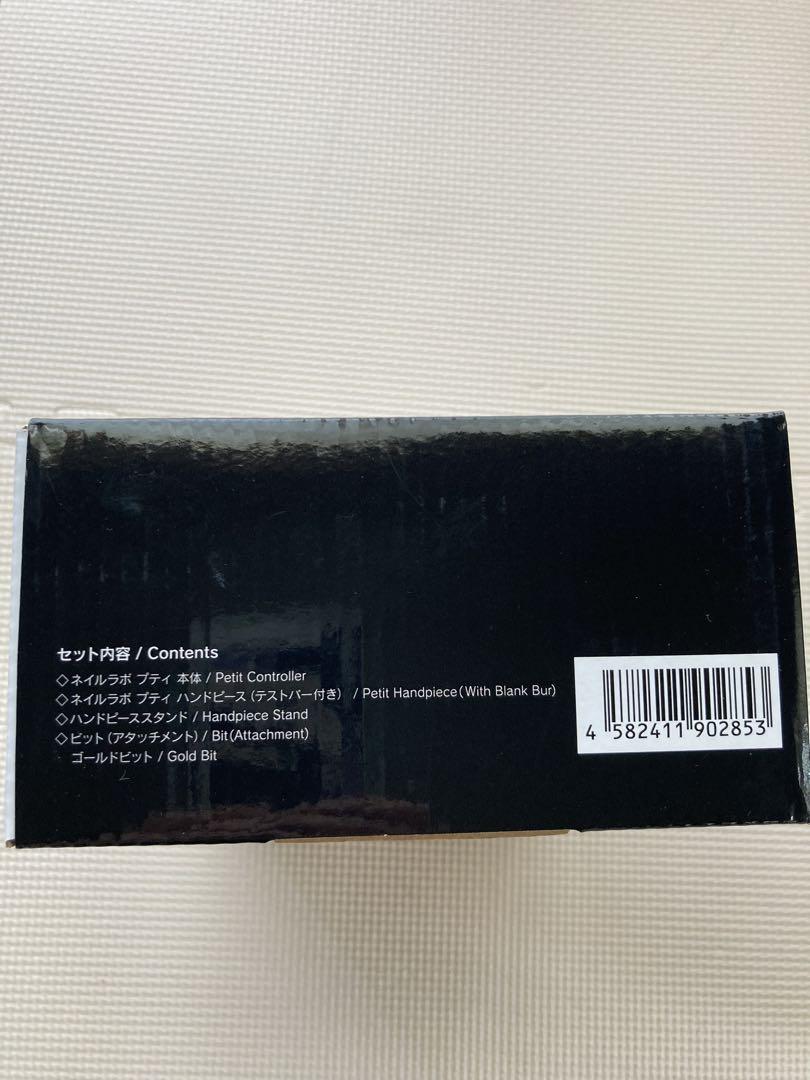 セット内容 / Contents
◇ネイルラボ プティ 本体 / Petit Controller
◇ネイルラボ プティ ハンドピース（テストバー付き） / Petit Handpiece(With Blank Bur)
◇ハンドピーススタンド / Handpiece Stand
◇ビット（アタッチメント）/ Bit(Attachment)
ゴールドビット / Gold Bit
4 582411 902853